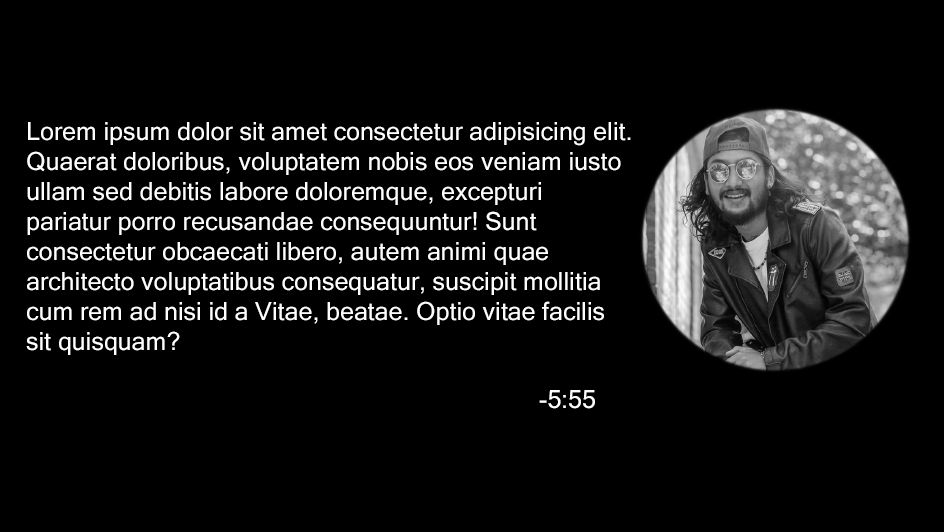 Lorem ipsum dolor sit amet consectetur adipisicing elit.
Quaerat doloribus, voluptatem nobis eos veniam iusto
ullam sed debitis labore doloremque, excepturi
pariatur porro recusandae consequuntur! Sunt
consectetur obcaecati libero, autem animi quae
architecto voluptatibus consequatur, suscipit mollitia
cum rem ad nisi id a Vitae, beatae. Optio vitae facilis
sit quisquam?
-5:55